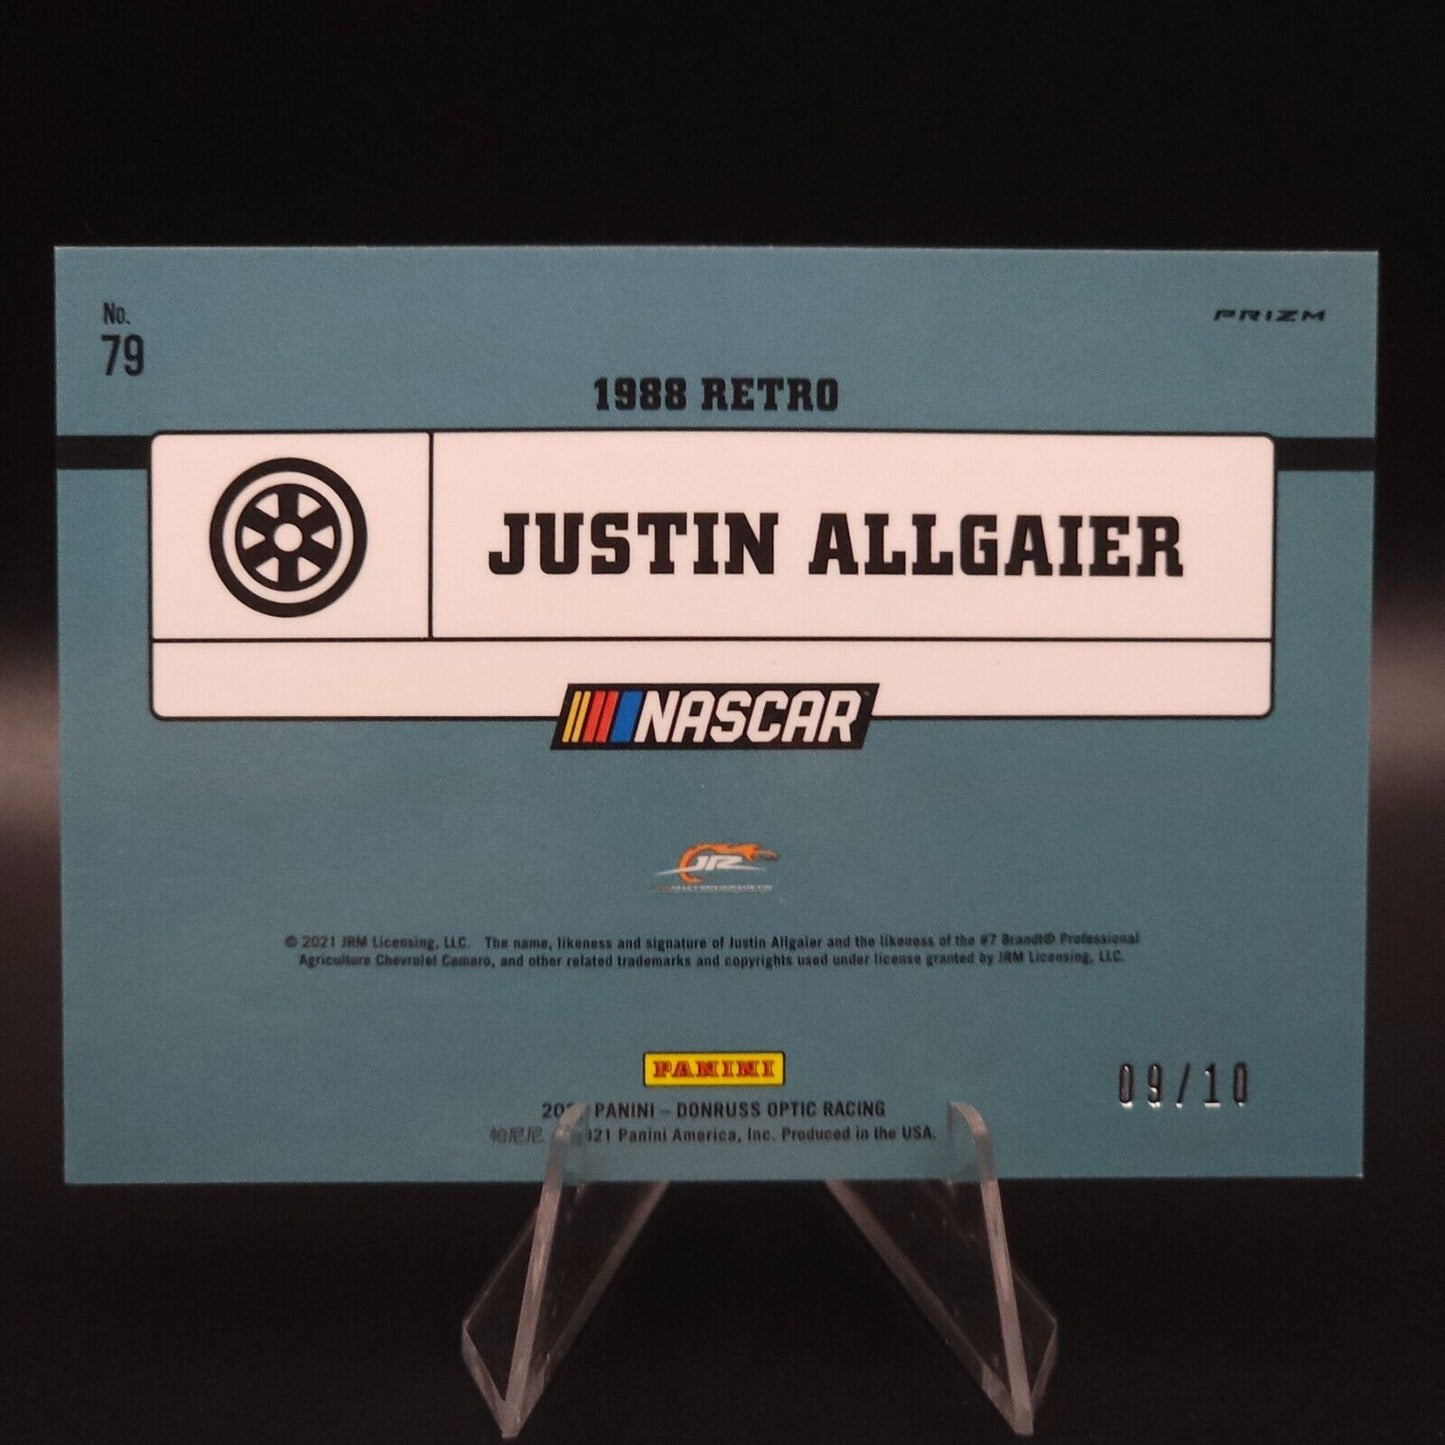 No.
79
PRIZM
1988 RETRO
JUSTIN ALLGAIER
NASCAR
JR
© 2021 JRM Licensing, LLC. The name, likeness and signature of Justin Allgaier and the likeness of the #7 Brandt® Professional
Agriculture Chevrolet Camaro, and other related trademarks and copyrights used under license granted by JRM Licensing, LLC.
PANINI
09/10
PANINI – DONRUSS OPTIC RACING
帕尼尼 Panini America, Inc. Produced in the USA.